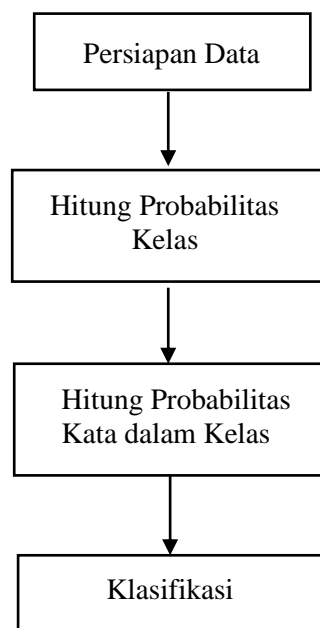 Persiapan Data
Hitung Probabilitas
Kelas
Hitung Probabilitas
Kata dalam Kelas
Klasifikasi